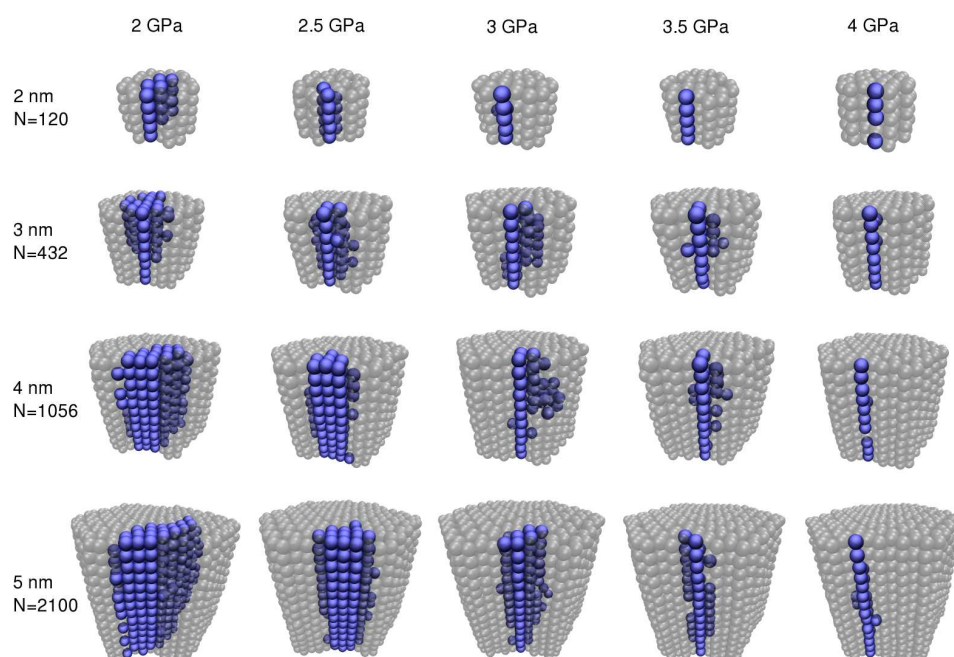 2 GPa 2.5 GPa 3 GPa 3.5 GPa 4 GPa
2 nm
N=120
3 nm
N=432
4 nm
N=1056
5 nm
N=2100